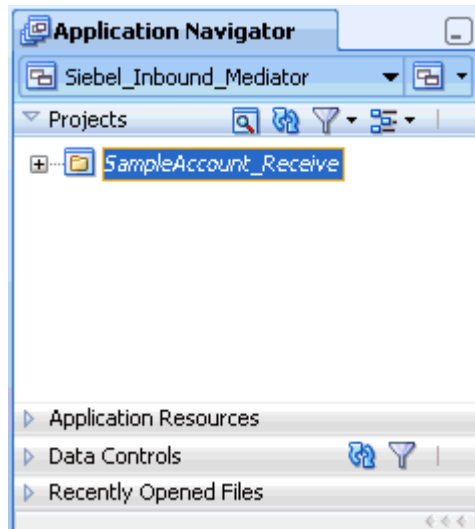 Application Navigator
Siebel_Inbound_Mediator
Projects
SampleAccount_Receive
Application Resources
Data Controls
Recently Opened Files